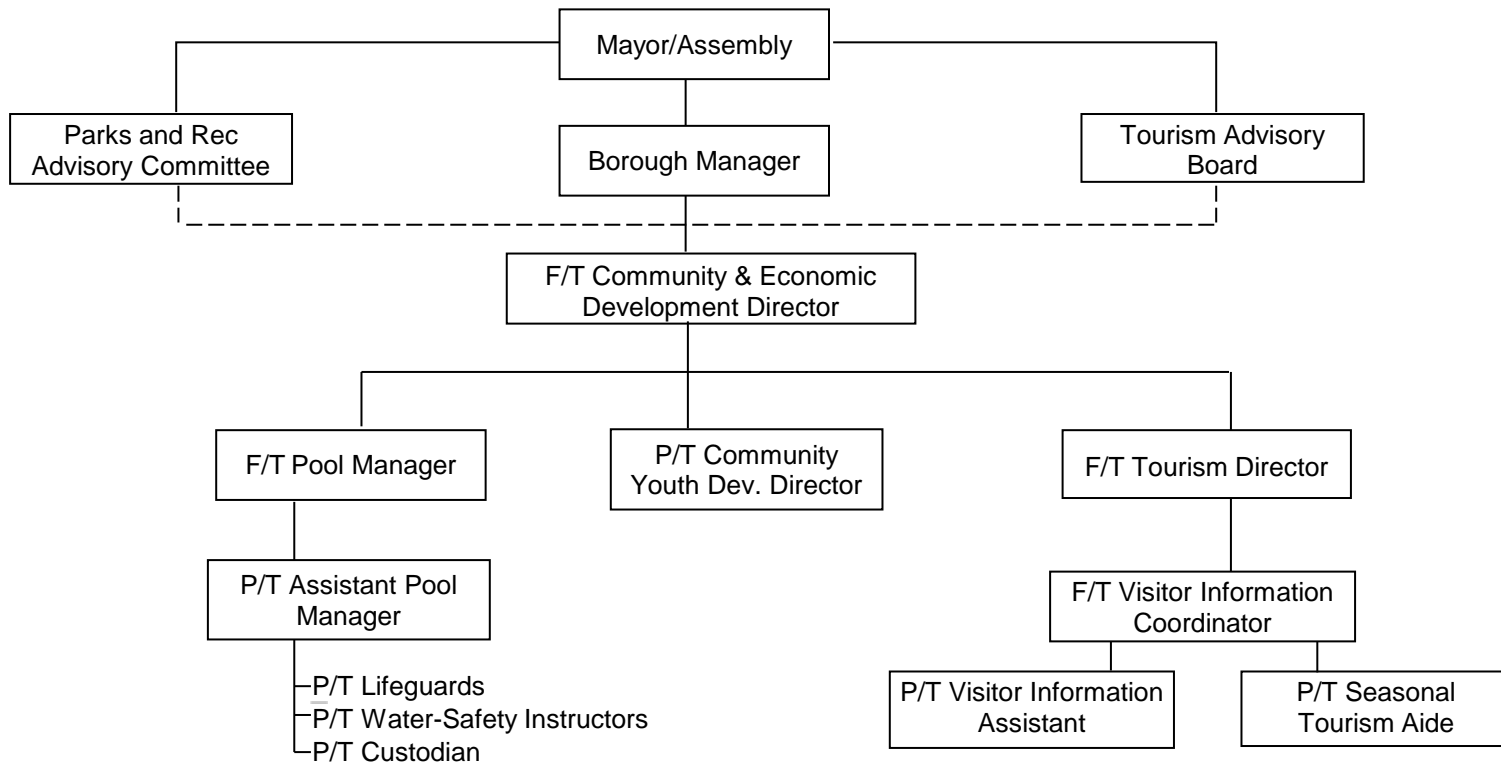 Mayor/Assembly
Parks and Rec
Advisory Committee
Borough Manager
Tourism Advisory
Board
F/T Community & Economic
Development Director
F/T Pool Manager
P/T Community
Youth Dev. Director
F/T Tourism Director
P/T Assistant Pool
Manager
F/T Visitor Information
Coordinator
P/T Lifeguards
P/T Water-Safety Instructors
P/T Custodian
P/T Visitor Information
Assistant
P/T Seasonal
Tourism Aide